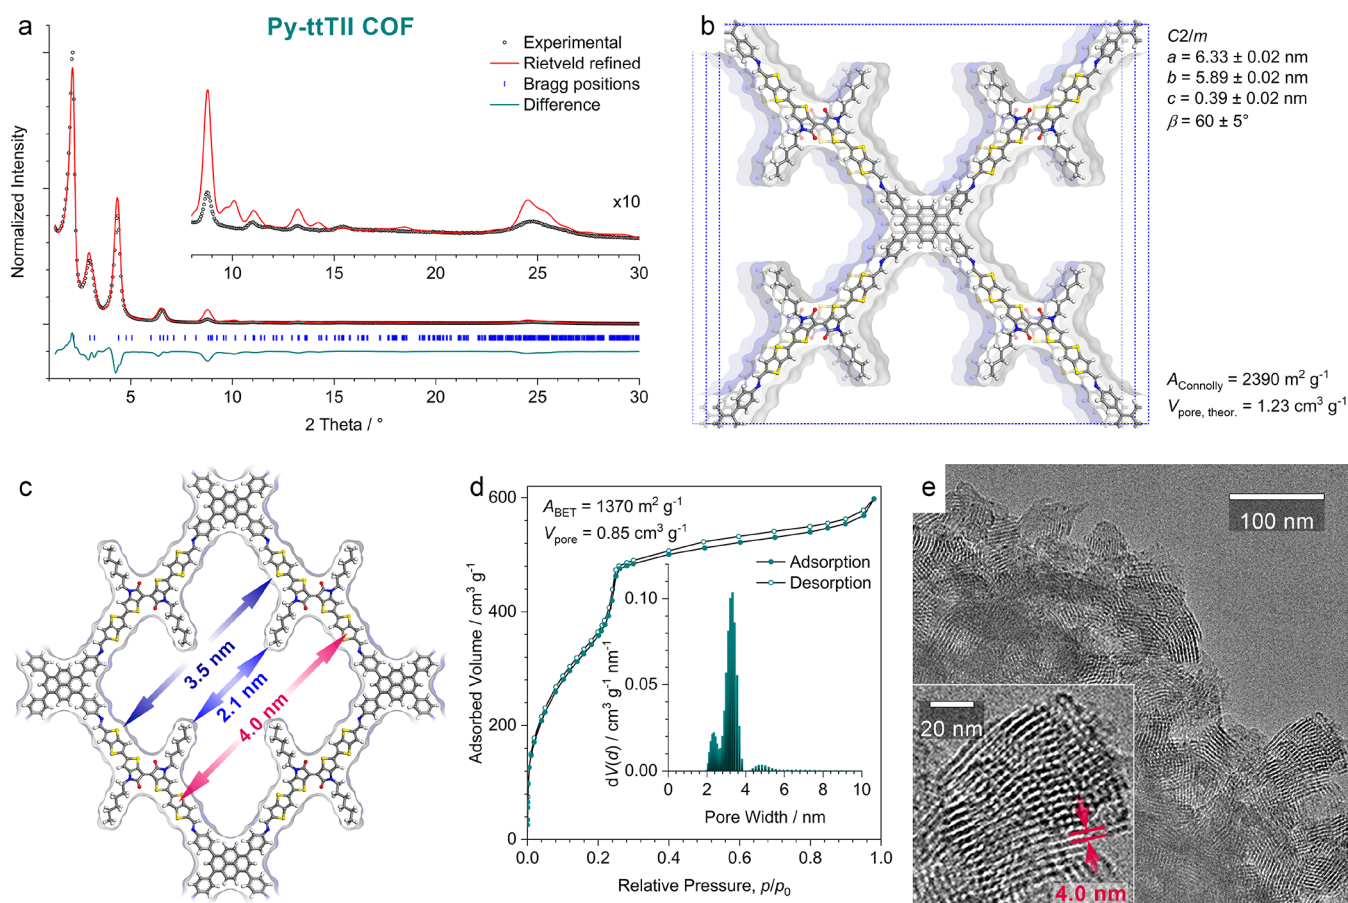 a
Py-ttTII COF
Experimental
Rietveld refined
Bragg positions
Difference
x10
10
15
20
25
30
Normalized Intensity
5
10
15
20
25
30
2 Theta / °
b
C2/m
a = 6.33 ± 0.02 nm
b = 5.89 ± 0.02 nm
c = 0.39 ± 0.02 nm
β = 60 ± 5°
A_Connolly = 2390 m² g⁻¹
V_pore, theor. = 1.23 cm³ g⁻¹
c
3.5 nm
2.1 nm
4.0 nm
d
A_BET = 1370 m² g⁻¹
V_pore = 0.85 cm³ g⁻¹
Adsorption
Desorption
600
400
200
0
Adsorbed Volume / cm³ g⁻¹
0.10
0.05
0.00
dV(d) / cm³ g⁻¹ nm⁻¹
0
2
4
6
8
10
Pore Width / nm
0.0
0.2
0.4
0.6
0.8
1.0
Relative Pressure, p/p₀
e
100 nm
20 nm
4.0 nm